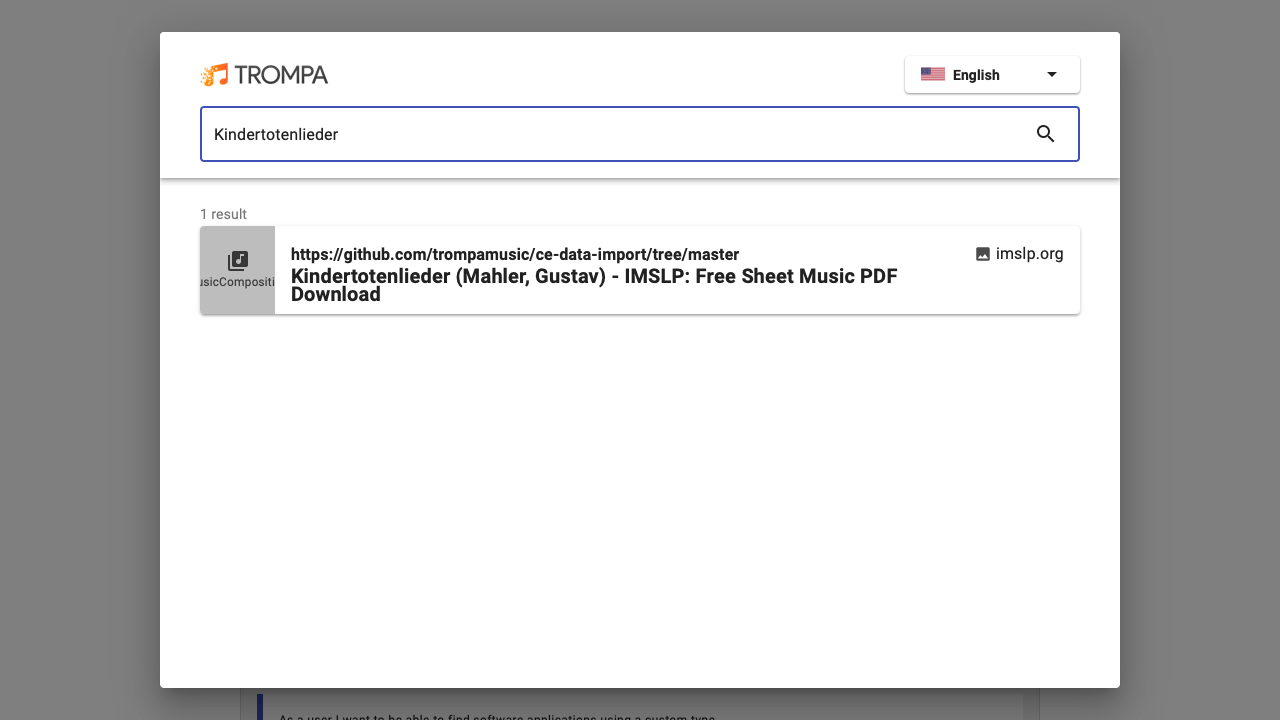 TROMPA
English
Kindertotenlieder
1 result
https://github.com/trompamusic/ce-data-import/tree/master
imslp.org
Kindertotenlieder (Mahler, Gustav) - IMSLP: Free Sheet Music PDF
Download
usicCompositi
As a user I want to be able to find software applications using a custom type